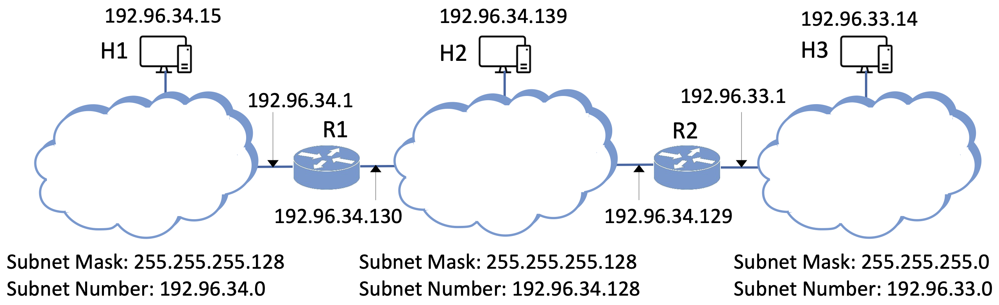 192.96.34.15
192.96.34.139
192.96.33.14
H1
H2
H3
192.96.34.1
192.96.33.1
R1
R2
192.96.34.130
192.96.34.129
Subnet Mask: 255.255.255.128
Subnet Number: 192.96.34.0
Subnet Mask: 255.255.255.128
Subnet Number: 192.96.34.128
Subnet Mask: 255.255.255.0
Subnet Number: 192.96.33.0